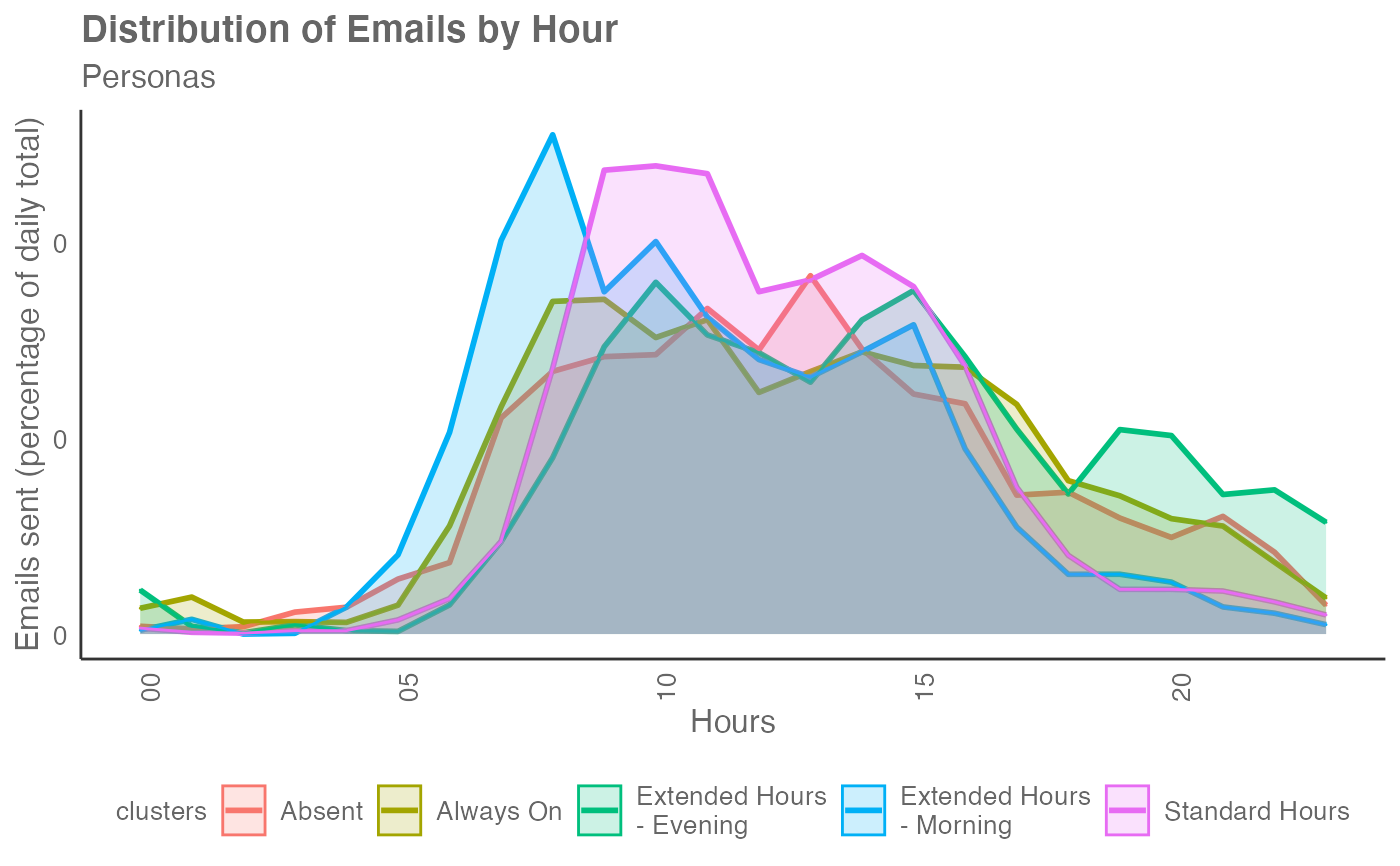 Distribution of Emails by Hour
Personas
Emails sent (percentage of daily total)
0
0
0
00
05
10
15
20
Hours
clusters
Absent
Always On
Extended Hours
- Evening
Extended Hours
- Morning
Standard Hours